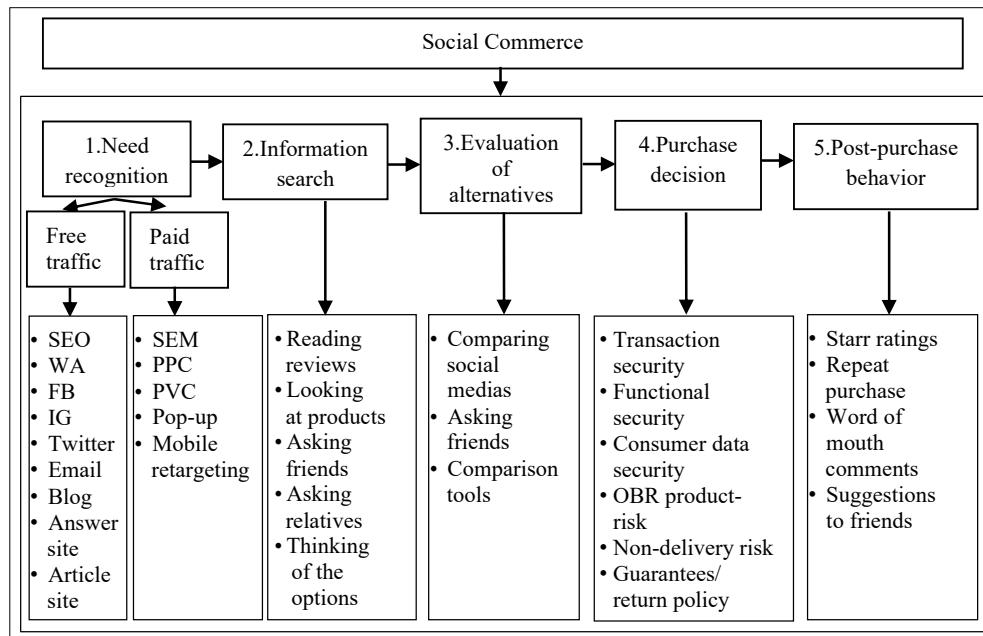 Social Commerce
1.Need
recognition
2.Information
search
3.Evaluation
of
alternatives
4.Purchase
decision
5.Post-purchase
behavior
Free
traffic
Paid
traffic
• SEO
• WA
• FB
• IG
• Twitter
• Email
• Blog
• Answer
site
• Article
site
• SEM
• PPC
• PVC
• Pop-up
• Mobile
retargeting
• Reading
reviews
• Looking
at products
• Asking
friends
• Asking
relatives
• Thinking
of the
options
• Comparing
social
medias
• Asking
friends
• Comparison
tools
• Transaction
security
• Functional
security
• Consumer data
security
• OBR product-
risk
• Non-delivery risk
• Guarantees/
return policy
• Starr ratings
• Repeat
purchase
• Word of
mouth
comments
• Suggestions
to friends